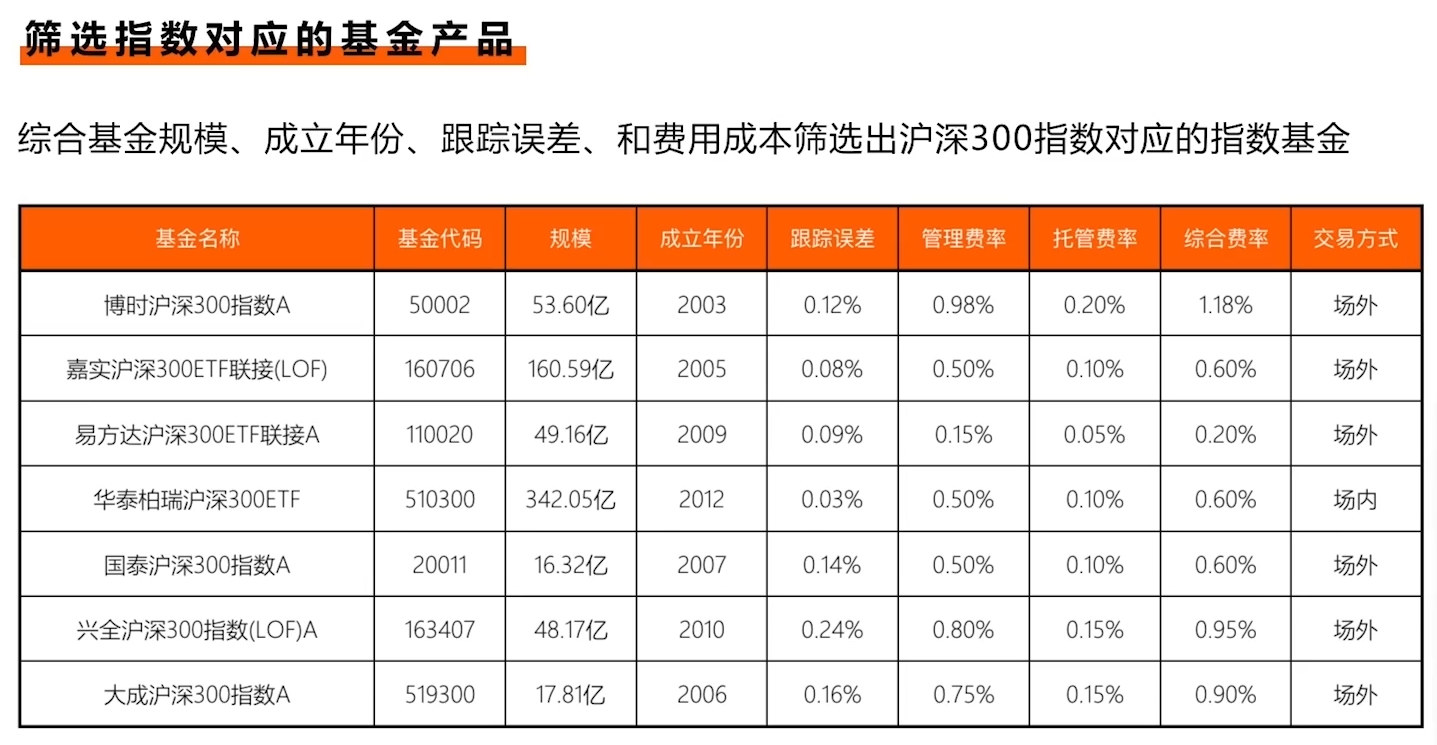 筛选指数对应的基金产品
综合基金规模、成立年份、跟踪误差、和费用成本筛选出沪深300指数对应的指数基金
基金名称 基金代码 规模 成立年份 跟踪误差 管理费率 托管费率 综合费率 交易方式
博时沪深300指数A 50002 53.60亿 2003 0.12% 0.98% 0.20% 1.18% 场外
嘉实沪深300ETF联接(LOF) 160706 160.59亿 2005 0.08% 0.50% 0.10% 0.60% 场外
易方达沪深300ETF联接A 110020 49.16亿 2009 0.09% 0.15% 0.05% 0.20% 场外
华泰柏瑞沪深300ETF 510300 342.05亿 2012 0.03% 0.50% 0.10% 0.60% 场内
国泰沪深300指数A 20011 16.32亿 2007 0.14% 0.50% 0.10% 0.60% 场外
兴全沪深300指数(LOF)A 163407 48.17亿 2010 0.24% 0.80% 0.15% 0.95% 场外
大成沪深300指数A 519300 17.81亿 2006 0.16% 0.75% 0.15% 0.90% 场外